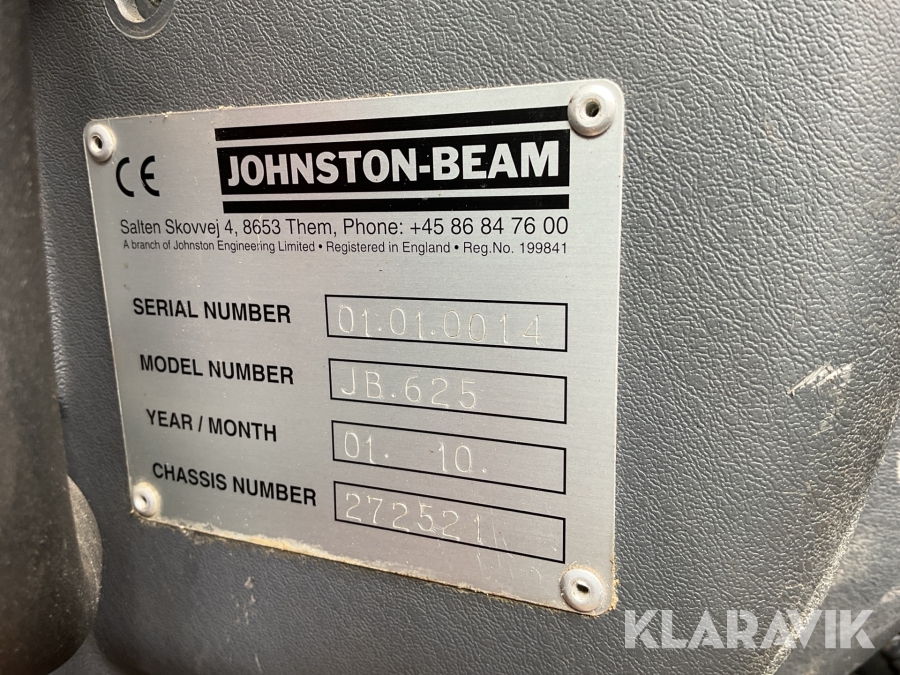 CE
JOHNSTON-BEAM
Salten Skovvej 4, 8653 Them, Phone: +45 86 84 76 00
A branch of Johnston Engineering Limited • Registered in England • Reg.No. 199841
SERIAL NUMBER 01.01.0014
MODEL NUMBER JB.625
YEAR / MONTH 01. 10.
CHASSIS NUMBER 272521
KLARAVIK